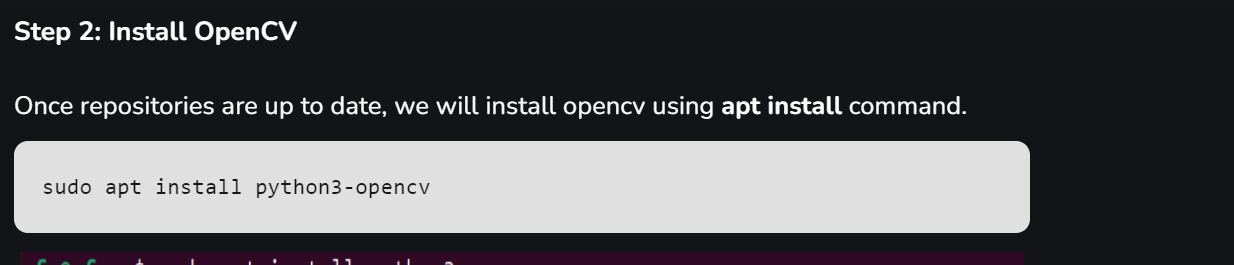 Step 2: Install OpenCV
Once repositories are up to date, we will install opencv using apt install command.
sudo apt install python3-opencv